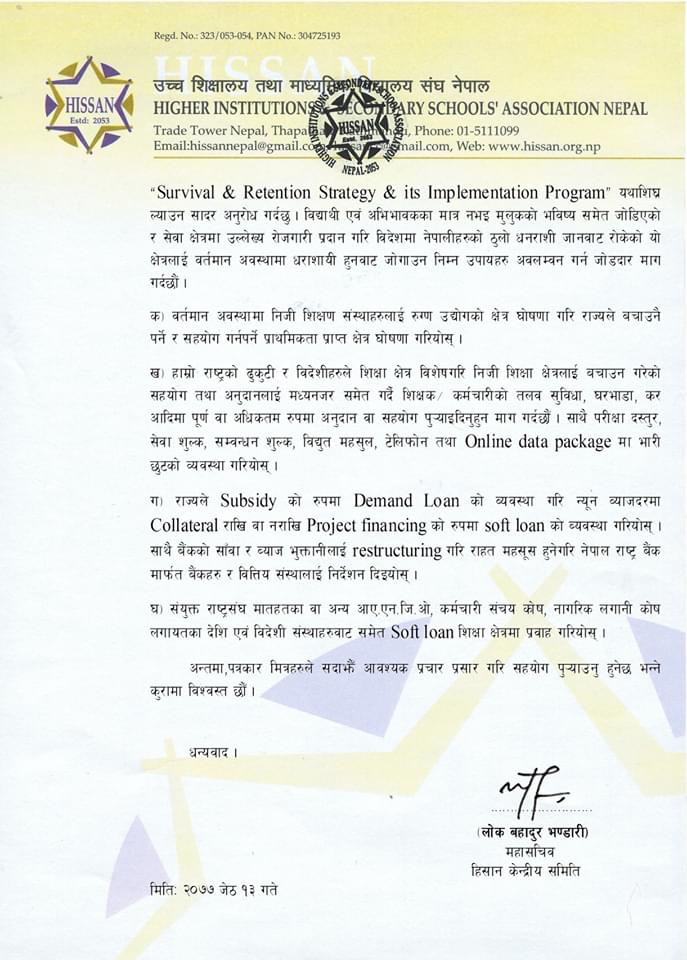 Regd. No.: 323/053-054, PAN No.: 304725193
HISSAN
उच्च शिक्षालय तथा माध्यमिक विद्यालय संघ नेपाल
HISSAN
Estd: 2053
HIGHER INSTITUTIONS & SECONDARY SCHOOLS' ASSOCIATION NEPAL
HIGHER INSTITUTIONS & SECONDARY SCHOOL ASSOCIATION
HISSAN
Estd. 2053
NEPAL-2053
Trade Tower Nepal, Phone: 01-5111099
Email:hissannepal@gmail.com, Web: www.hissan.org.np
"Survival & Retention Strategy & its Implementation Program" यथाशिघ्र
ल्याउन सादर अनुरोध गर्दछु । विद्यार्थी एवं अभिभावकका मात्र नभइ मुलुकको भविष्य समेत जोडिएको
र सेवा क्षेत्रमा उल्लेख्य रोजगारी प्रदान गरि विदेशमा नेपालीहरुको ठुलो धनराशी जानबाट रोकेको यो
क्षेत्रलाई वर्तमान अवस्थामा धराशायी हुनबाट जोगाउन निम्न उपायहरु अवलम्वन गर्न जोडदार माग
गर्दछौं ।
क) वर्तमान अवस्थामा निजी शिक्षण संस्थाहरुलाई रुग्ण उद्योगको क्षेत्र घोषणा गरि राज्यले बचाउनै
पर्ने र सहयोग गर्नपर्ने प्राथमिकता प्राप्त क्षेत्र घोषणा गरियोस् ।
ख) हाम्रो राष्ट्रको ढुकुटी र विदेशीहरुले शिक्षा क्षेत्र विशेषगरि निजी शिक्षा क्षेत्रलाई बचाउन गरेको
सहयोग तथा अनुदानलाई मध्यनजर समेत गर्दै शिक्षक/ कर्मचारीको तलव सुविधा, घरभाडा, कर
आदिमा पूर्ण वा अधिकतम रुपमा अनुदान वा सहयोग पुऱ्याइदिनुहुन माग गर्दछौं । साथै परीक्षा दस्तुर,
सेवा शुल्क, सम्वन्धन शुल्क, विद्युत महसुल, टेलिफोन तथा Online data package मा भारी
छुटको व्यवस्था गरियोस् ।
ग) राज्यले Subsidy को रुपमा Demand Loan को व्यवस्था गरि न्यून व्याजदरमा
Collateral राखि वा नराखि Project financing को रुपमा soft loan को व्यवस्था गरियोस् ।
साथै बैंकको साँवा र व्याज भुक्तानीलाई restructuring गरि राहत महसूस हुनेगरि नेपाल राष्ट्र बैंक
मार्फत बैंकहरु र वित्तिय संस्थालाई निर्देशन दिइयोस् ।
घ) संयुक्त राष्ट्रसंघ मातहतका वा अन्य आए.एन.जि.ओ, कर्मचारी संचय कोष, नागरिक लगानी कोष
लगायतका देशि एवं विदेशी संस्थाहरुबाट समेत Soft loan शिक्षा क्षेत्रमा प्रवाह गरियोस् ।
अन्तमा,पत्रकार मित्रहरुले सदाझैं आवश्यक प्रचार प्रसार गरि सहयोग पुऱ्याउनु हुनेछ भन्ने
कुरामा विश्वस्त छौं ।
धन्यवाद ।
(लोक बहादुर भण्डारी)
महासचिव
हिसान केन्द्रीय समिति
मिति: २०७७ जेठ १३ गते